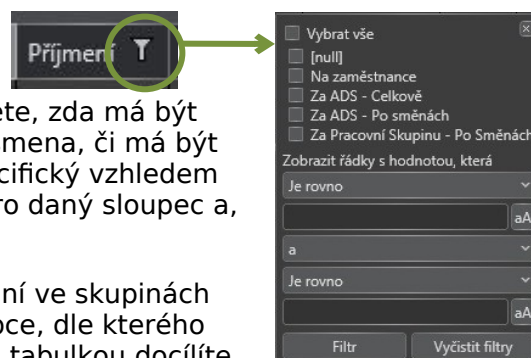 Příjmení
ete, zda má být
směna, či má být
cifický vzhledem
ro daný sloupec a,
ní ve skupinách
oce, dle kterého
tabulkou docílíte
Vybrat vše
[null]
Na zaměstnance
Za ADS - Celkově
Za ADS - Po směnách
Za Pracovní Skupinu - Po Směnách
Zobrazit řádky s hodnotou, která
Je rovno
aA
a
Je rovno
aA
Filtr
Vyčistit filtry